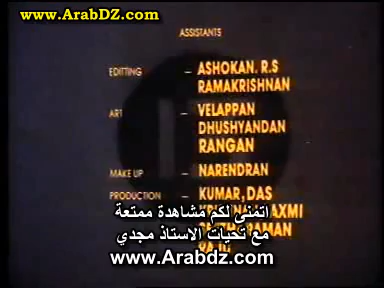 www.ArabDZ.com
ASSISTANTS
EDITTING – ASHOKAN. R.S
RAMAKRISHNAN
ART – VELAPPAN
DHUSHYANDAN
RANGAN
MAKE UP – NARENDRAN
PRODUCTION – KUMAR, DAS
اتمنى لكم مشاهدة ممتعة
مع تحيات الاستاذ مجدي
www.Arabdz.com